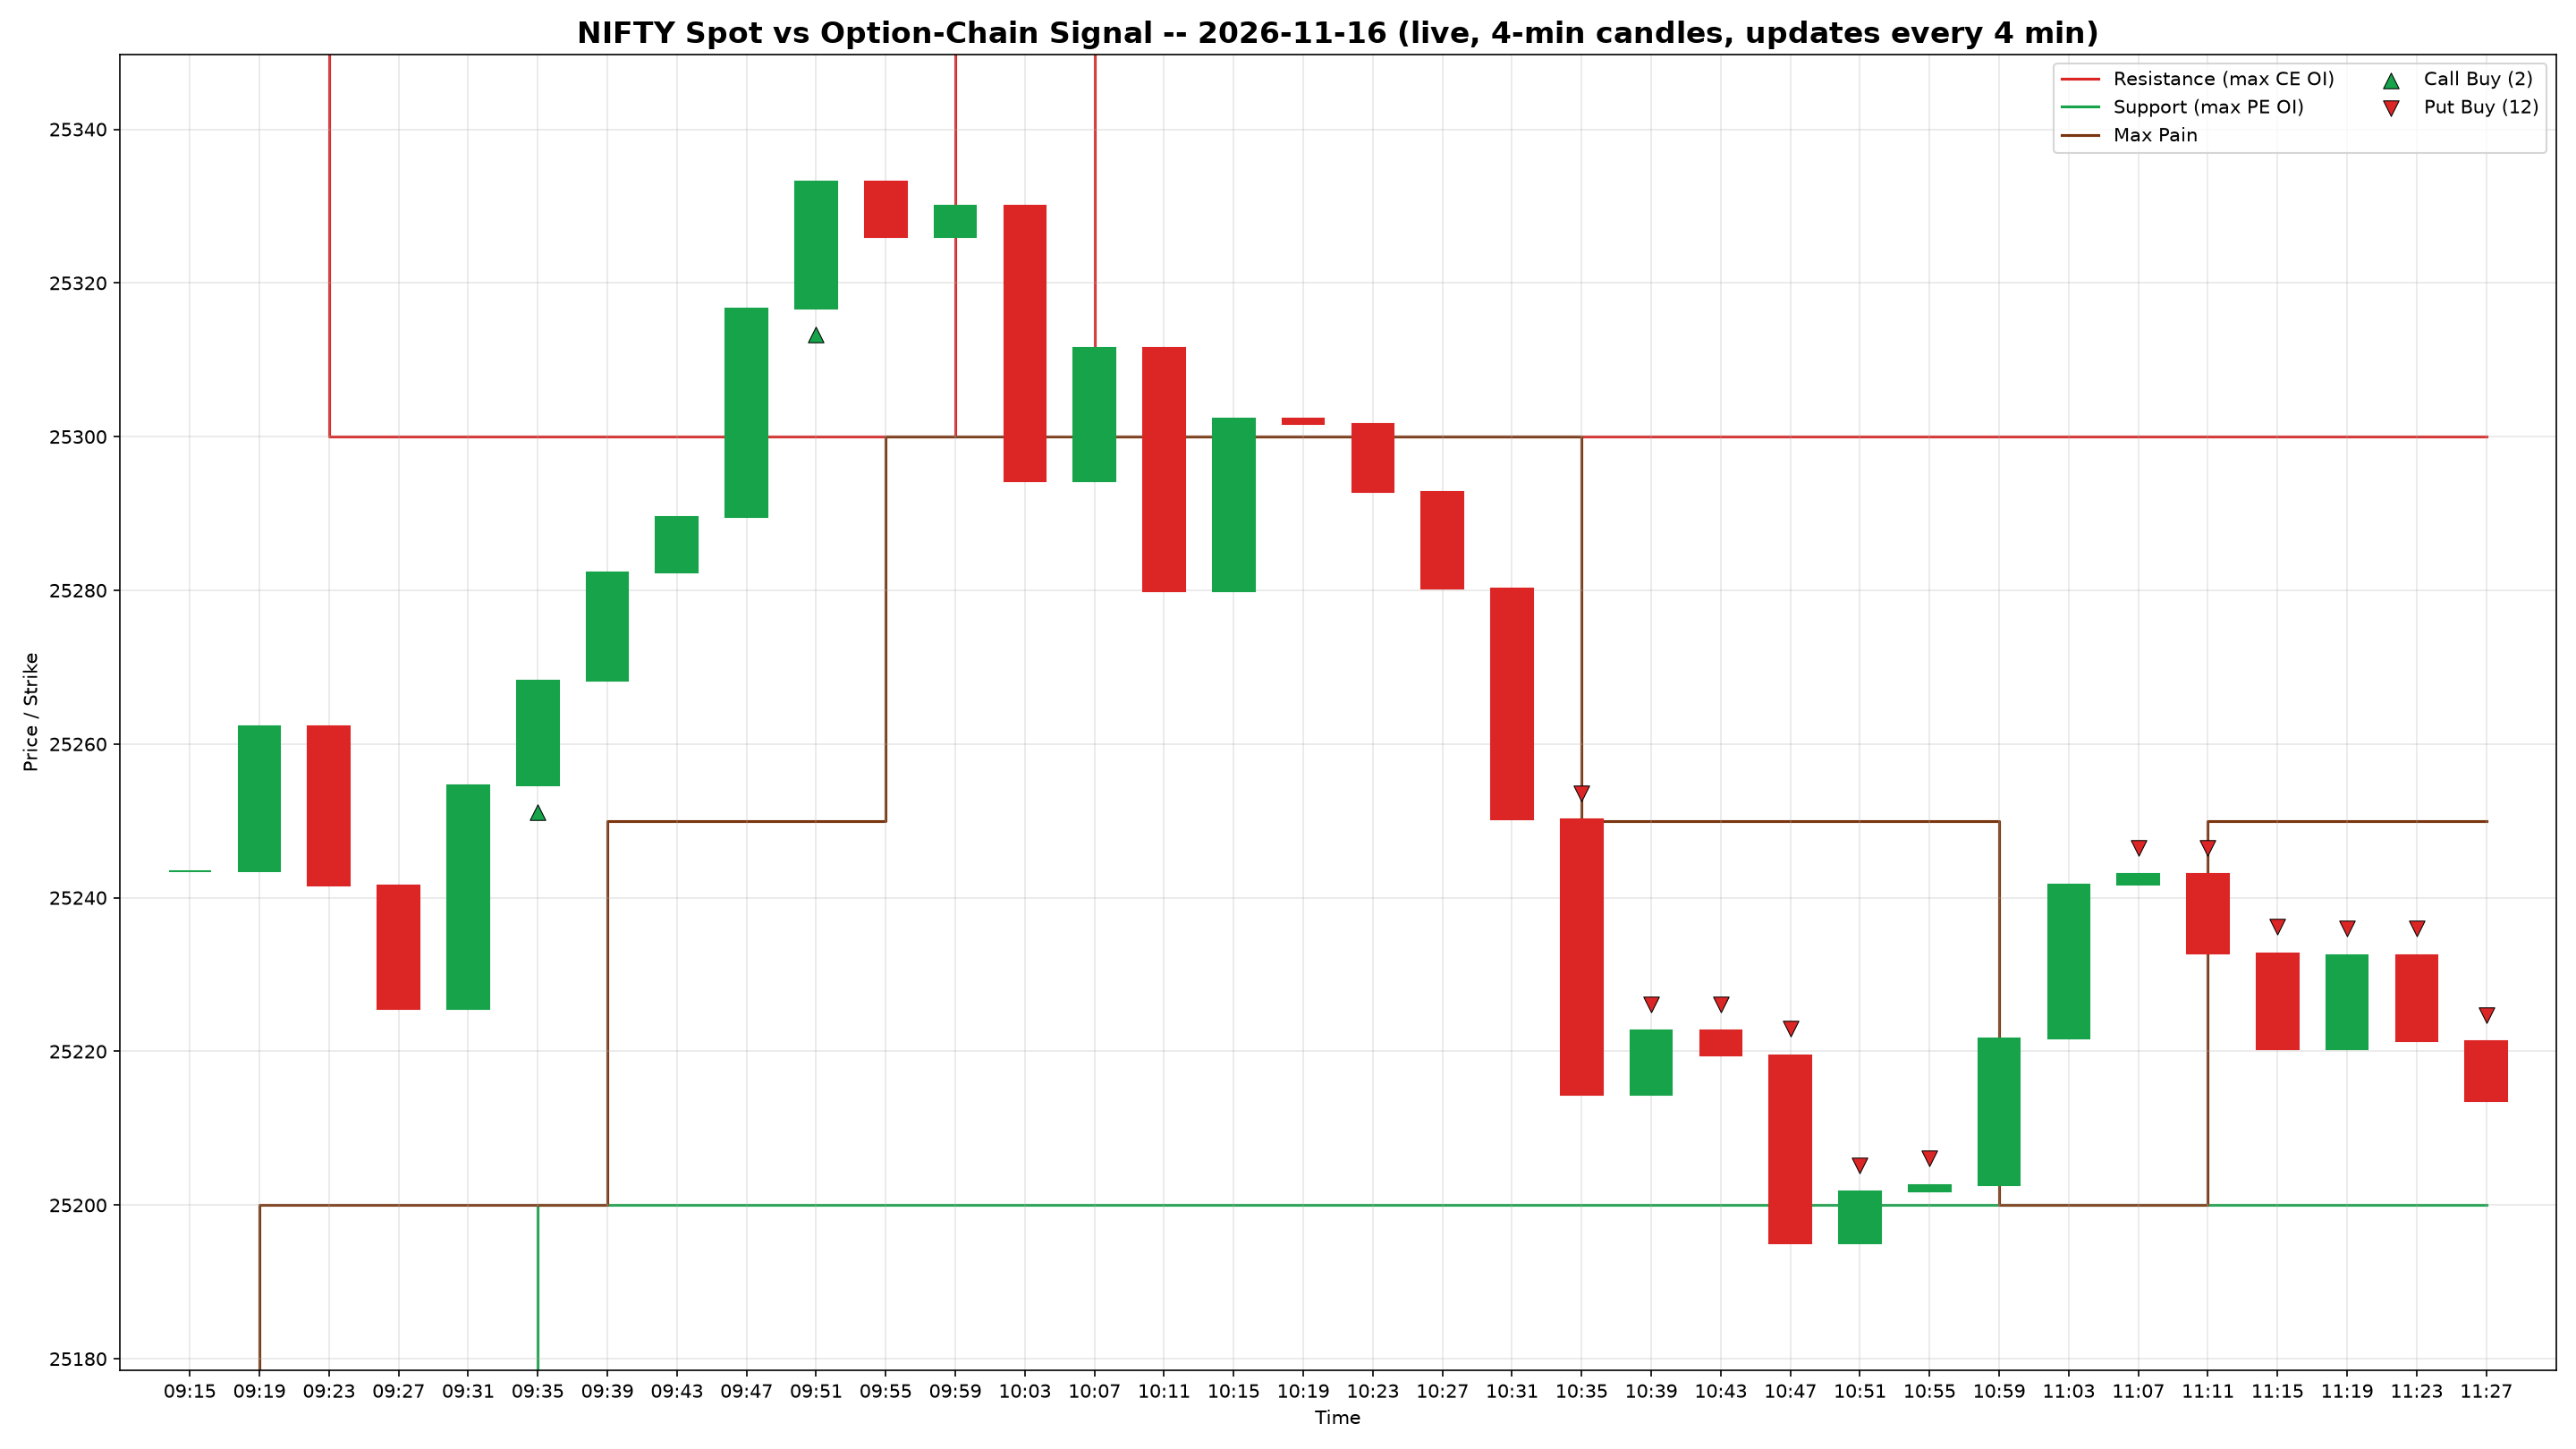 NIFTY Spot vs Option-Chain Signal -- 2026-11-16 (live, 4-min candles, updates every 4 min)
Resistance (max CE OI)
Support (max PE OI)
Max Pain
Call Buy (2)
Put Buy (12)
Price / Strike
25340
25320
25300
25280
25260
25240
25220
25200
25180
09:15 09:19 09:23 09:27 09:31 09:35 09:39 09:43 09:47 09:51 09:55 09:59 10:03 10:07 10:11 10:15 10:19 10:23 10:27 10:31 10:35 10:39 10:43 10:47 10:51 10:55 10:59 11:03 11:07 11:11 11:15 11:19 11:23 11:27
Time